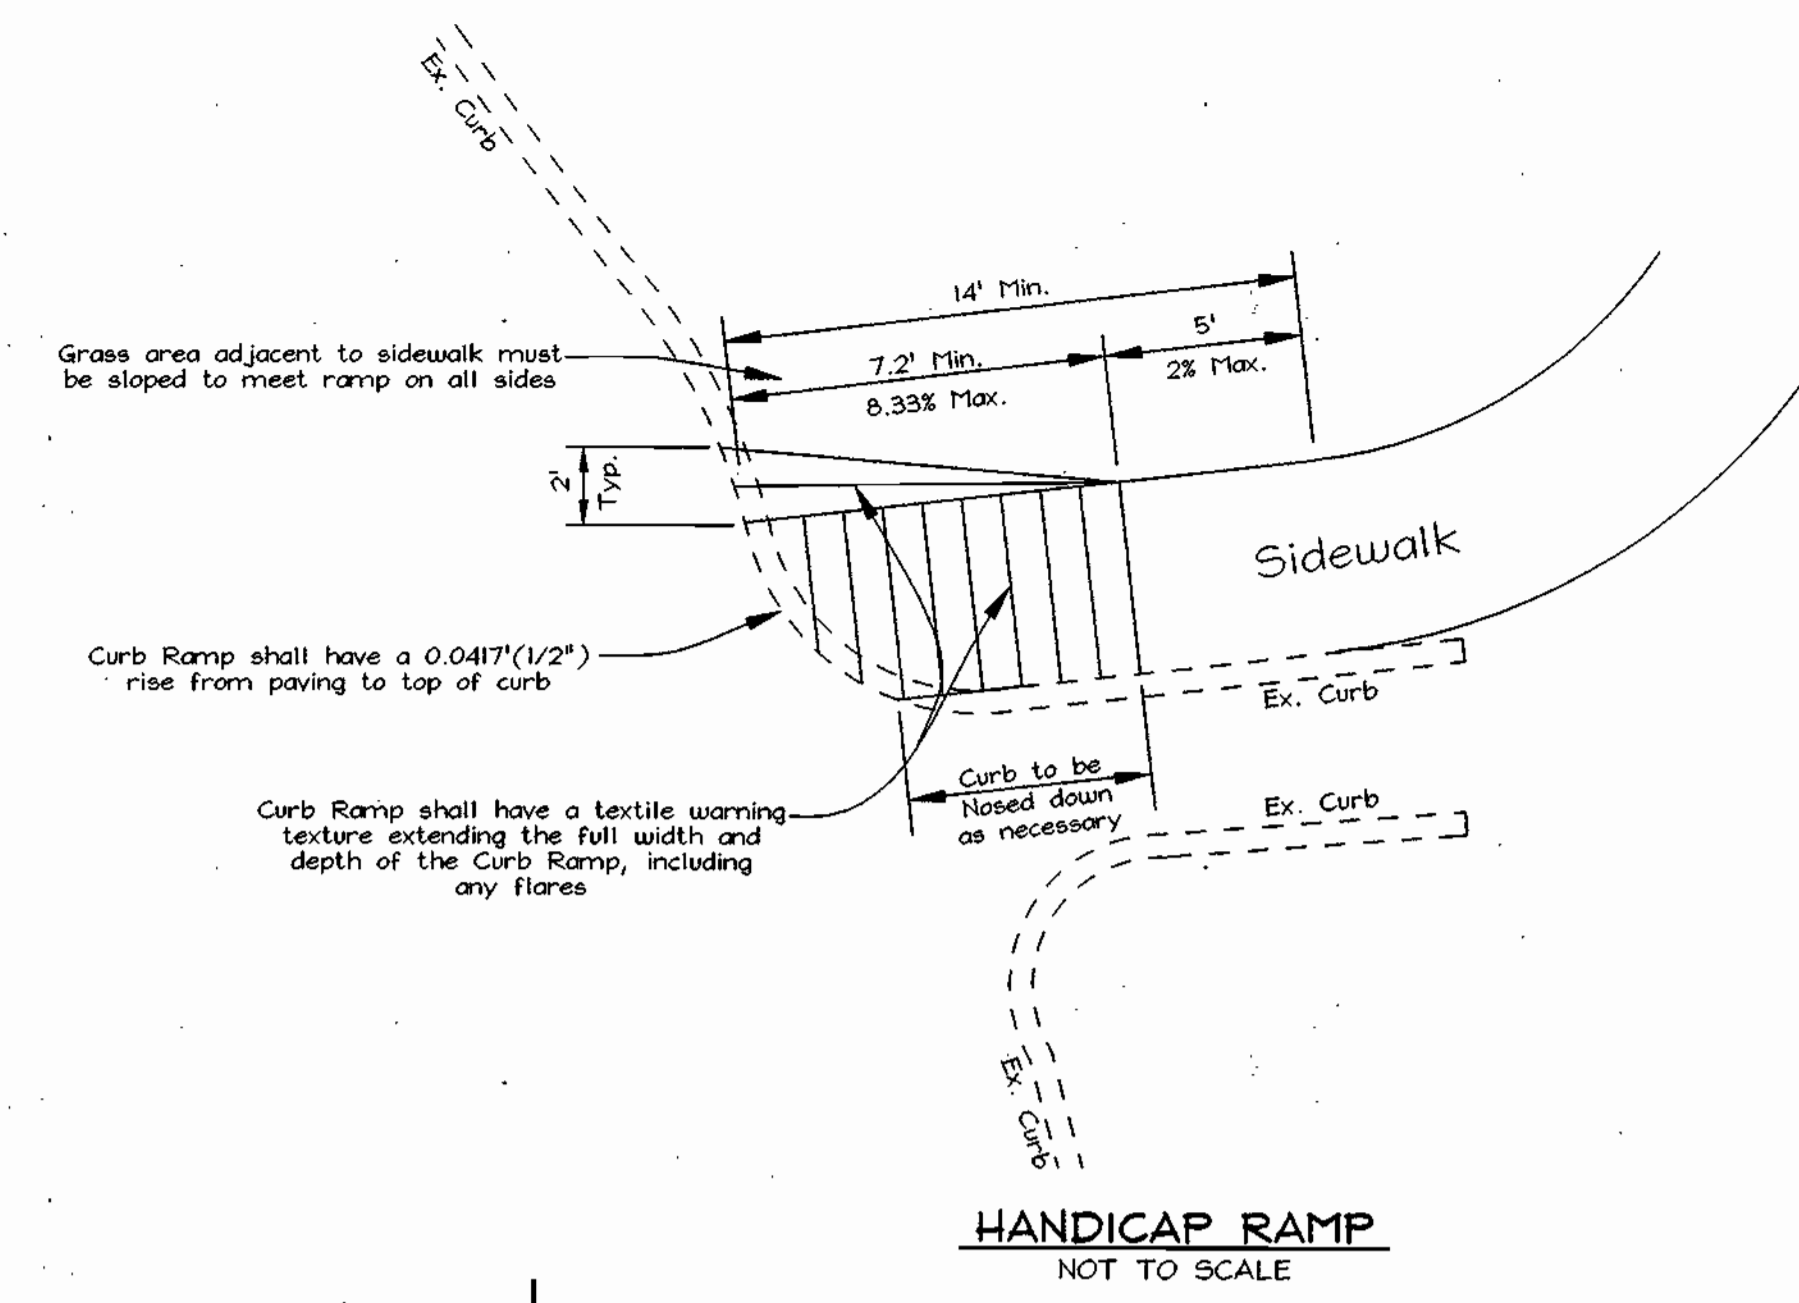 Ex. Curb
14' Min.
5'
7.2' Min.
2% Max.
8.33% Max.
Grass area adjacent to sidewalk must
be sloped to meet ramp on all sides
2'
Typ.
Sidewalk
Curb Ramp shall have a 0.0417'(1/2")
rise from paving to top of curb
Ex. Curb
Curb to be
Nosed down
as necessary
Ex. Curb
Curb Ramp shall have a textile warning
texture extending the full width and
depth of the Curb Ramp, including
any flares
Ex. Curb
HANDICAP RAMP
NOT TO SCALE